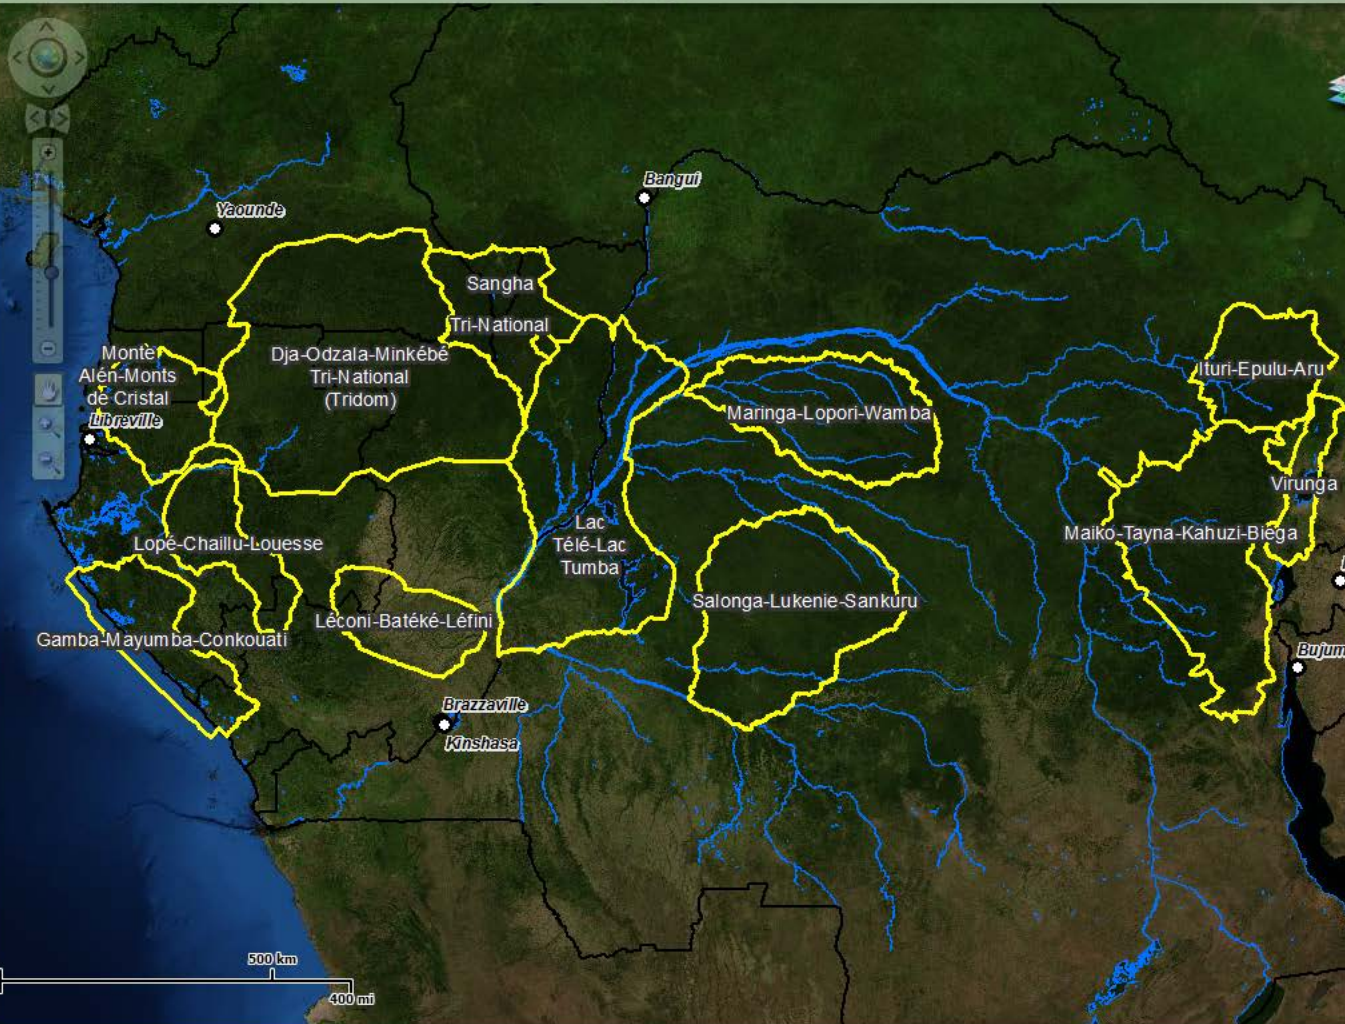 Bangui
Yaounde
Sangha
Tri-National
Dja-Odzala-Minkébé
Tri-National
(Tridom)
Monte
Alén-Monts
de Cristal
Libreville
Ituri-Epulu-Aru
Maringa-Lopori-Wamba
Virunga
Lac
Télé-Lac
Tumba
Maiko-Tayna-Kahuzi-Biega
Lopé-Chaillu-Louesse
Salonga-Lukenie-Sankuru
Léconi-Batéké-Léfini
Gamba-Mayumba-Conkouati
Bujum
Brazzaville
Kinshasa
500 km
400 mi